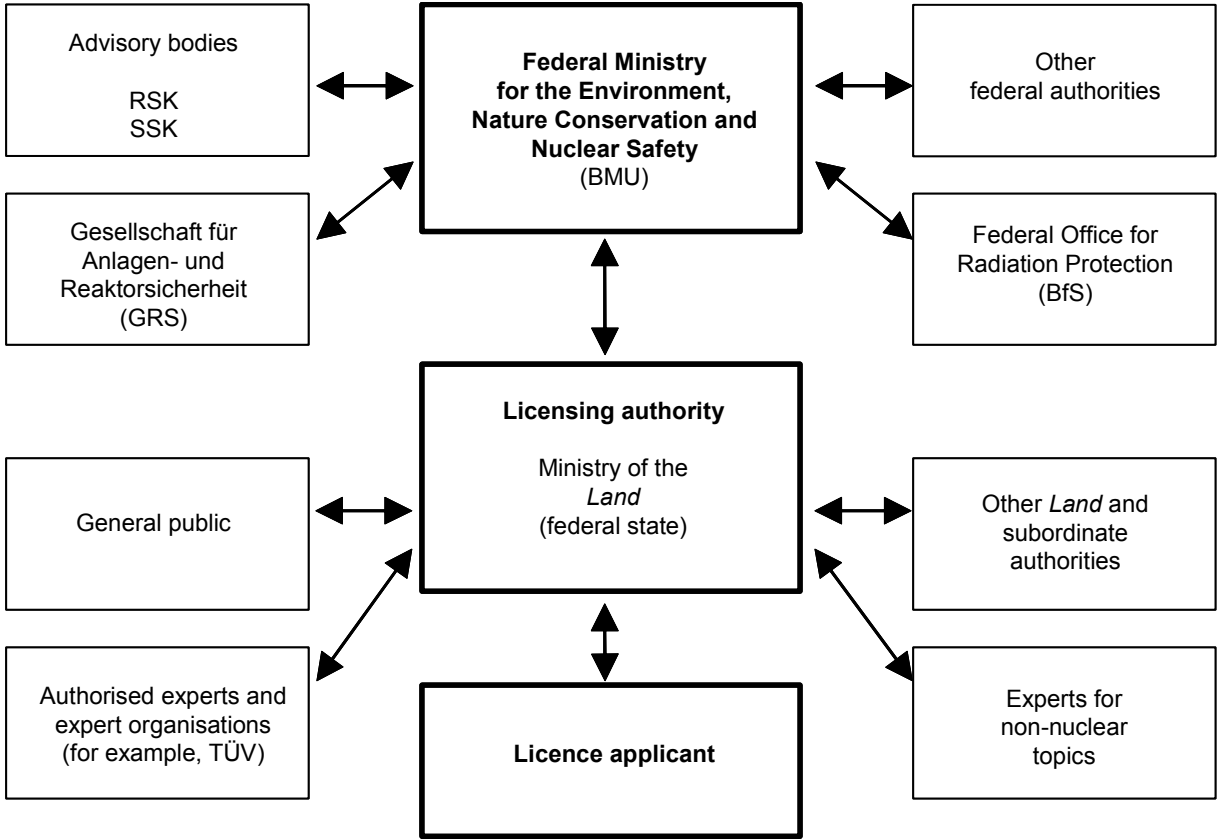 Advisory bodies
RSK
SSK
Federal Ministry
for the Environment,
Nature Conservation and
Nuclear Safety
(BMU)
Other
federal authorities
Gesellschaft für
Anlagen- und
Reaktorsicherheit
(GRS)
Federal Office for
Radiation Protection
(BfS)
Licensing authority
Ministry of the
Land
(federal state)
General public
Other Land and
subordinate
authorities
Authorised experts and
expert organisations
(for example, TÜV)
Licence applicant
Experts for
non-nuclear
topics